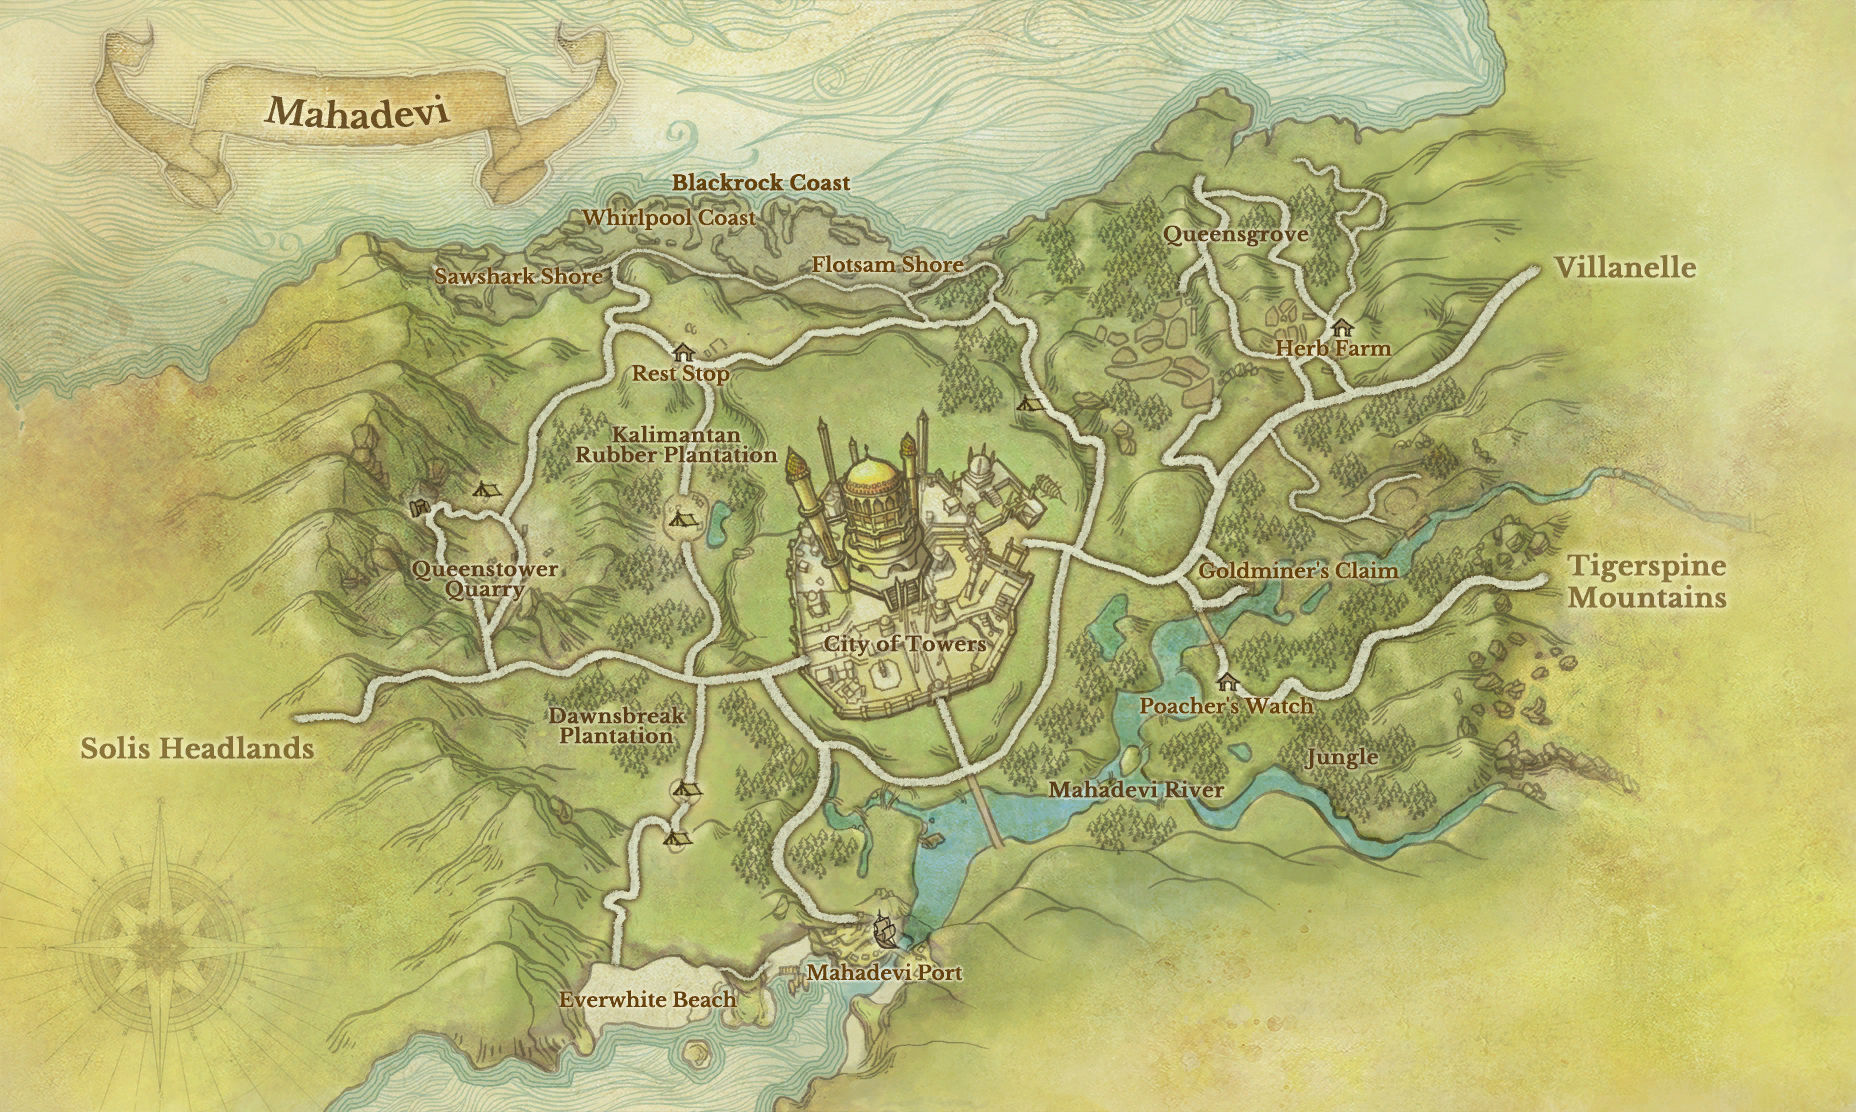 Mahadevi
Blackrock Coast
Whirlpool Coast
Queensgrove
Sawshark Shore
Flotsam Shore
Villanelle
Rest Stop
Herb Farm
Kalimantan
Rubber Plantation
Queenstower
Quarry
Goldminer's Claim
Tigerspine
Mountains
City of Towers
Poacher's Watch
Dawnsbreak
Plantation
Solis Headlands
Jungle
Mahadevi River
Mahadevi Port
Everwhite Beach